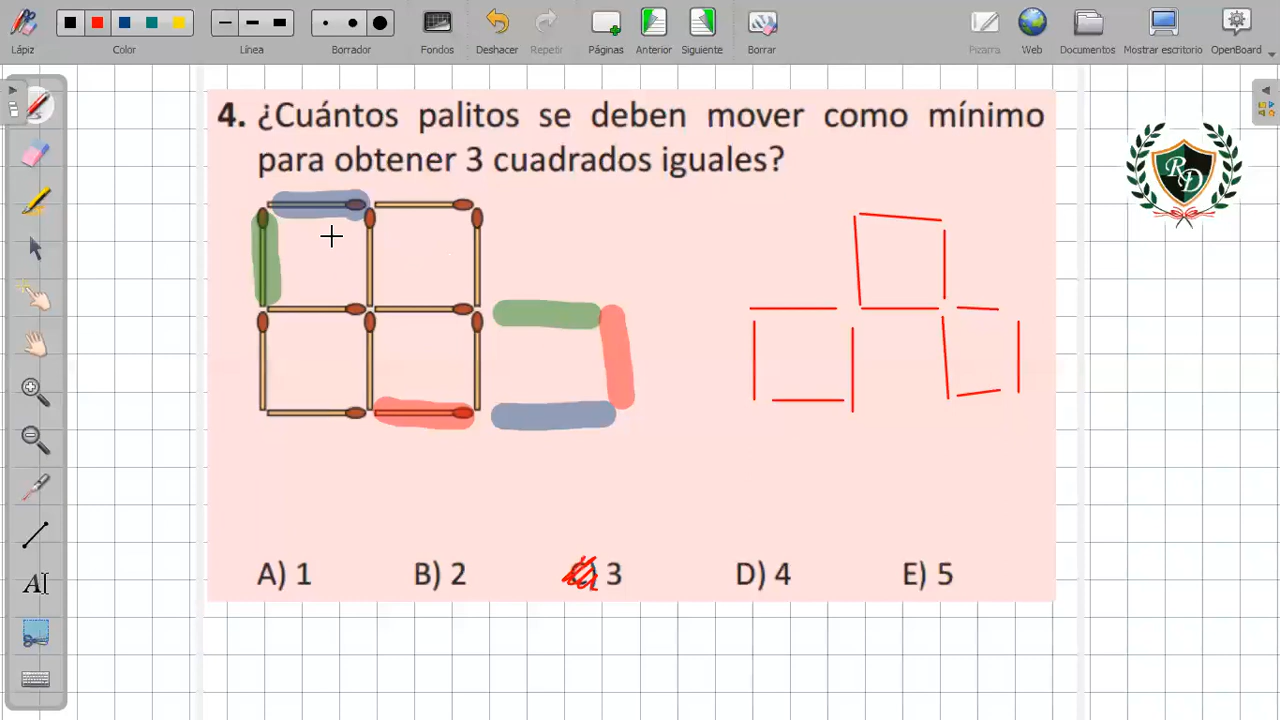 Lápiz
Color
Línea
Borrador
Fondos
Deshacer
Repetir
Páginas
Anterior
Siguiente
Borrar
Pizarra
Web
Documentos
Mostrar escritorio
OpenBoard
4. ¿Cuántos palitos se deben mover como mínimo
para obtener 3 cuadrados iguales?
RD
A) 1 B) 2 C) 3 D) 4 E) 5
A